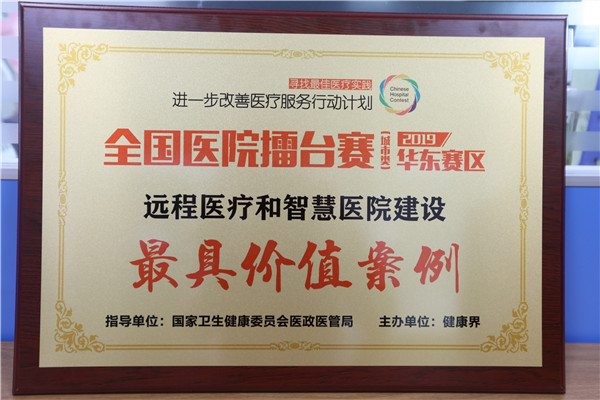 寻找最佳医疗实践
进一步改善医疗服务行动计划
Chinese
Hospital
Contest
全国医院擂台赛(城市类)2019/华东赛区
远程医疗和智慧医院建设
最具价值案例
指导单位：国家卫生健康委员会医政医管局 主办单位：健康界